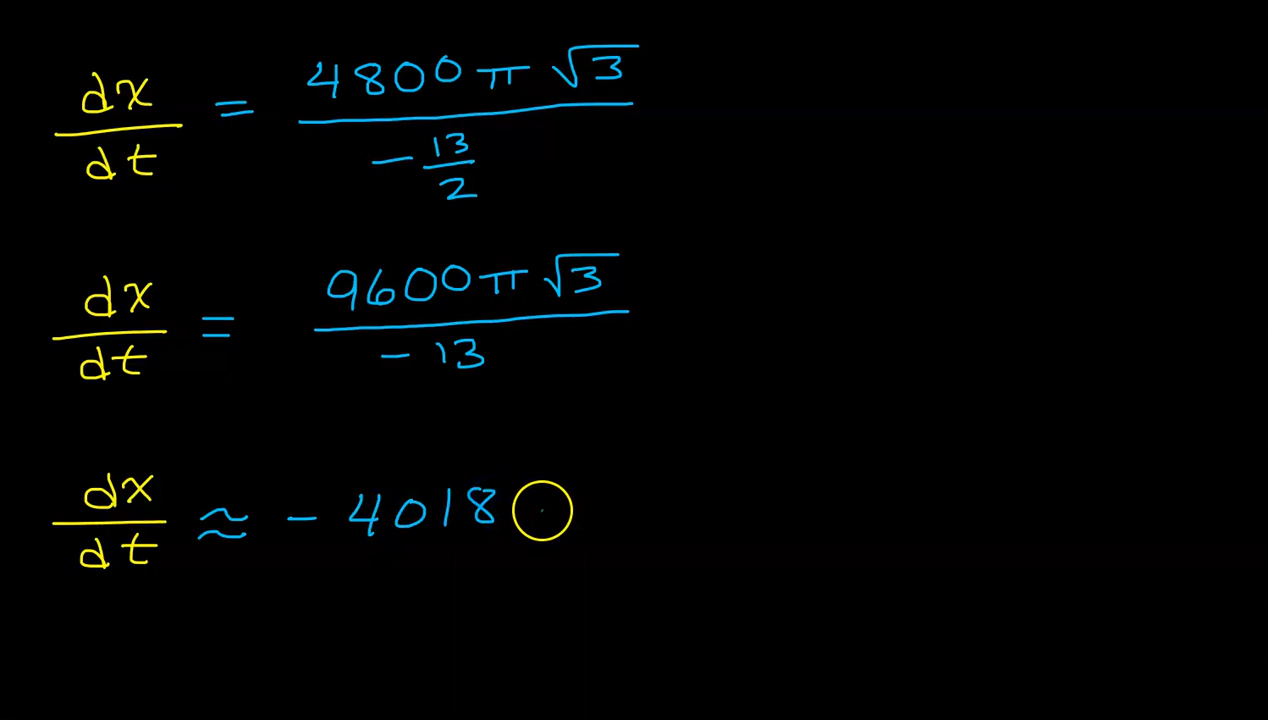 dx/dt = 4800π√3 / -13/2
dx/dt = 9600π√3 / -13
dx/dt ≈ -4018